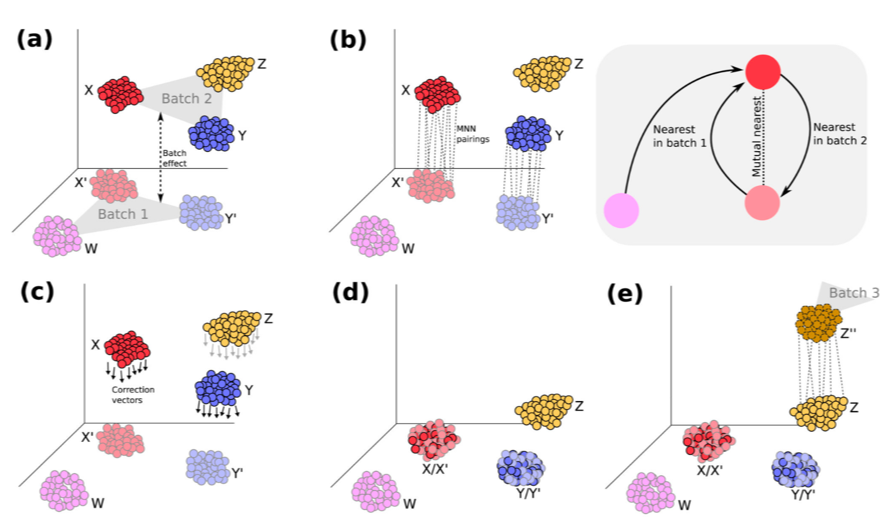 (a)
X
Z
Batch 2
Y
Batch
effect
X'
Batch 1
Y'
W
(b)
X
Z
MNN
pairings
Y
X'
Y'
W
Nearest
in batch 1
Mutual nearest
Nearest
in batch 2
(c)
X
Z
Correction
vectors
Y
X'
Y'
W
(d)
Z
X/X'
Y/Y'
W
(e)
Batch 3
Z''
Z
X/X'
Y/Y'
W